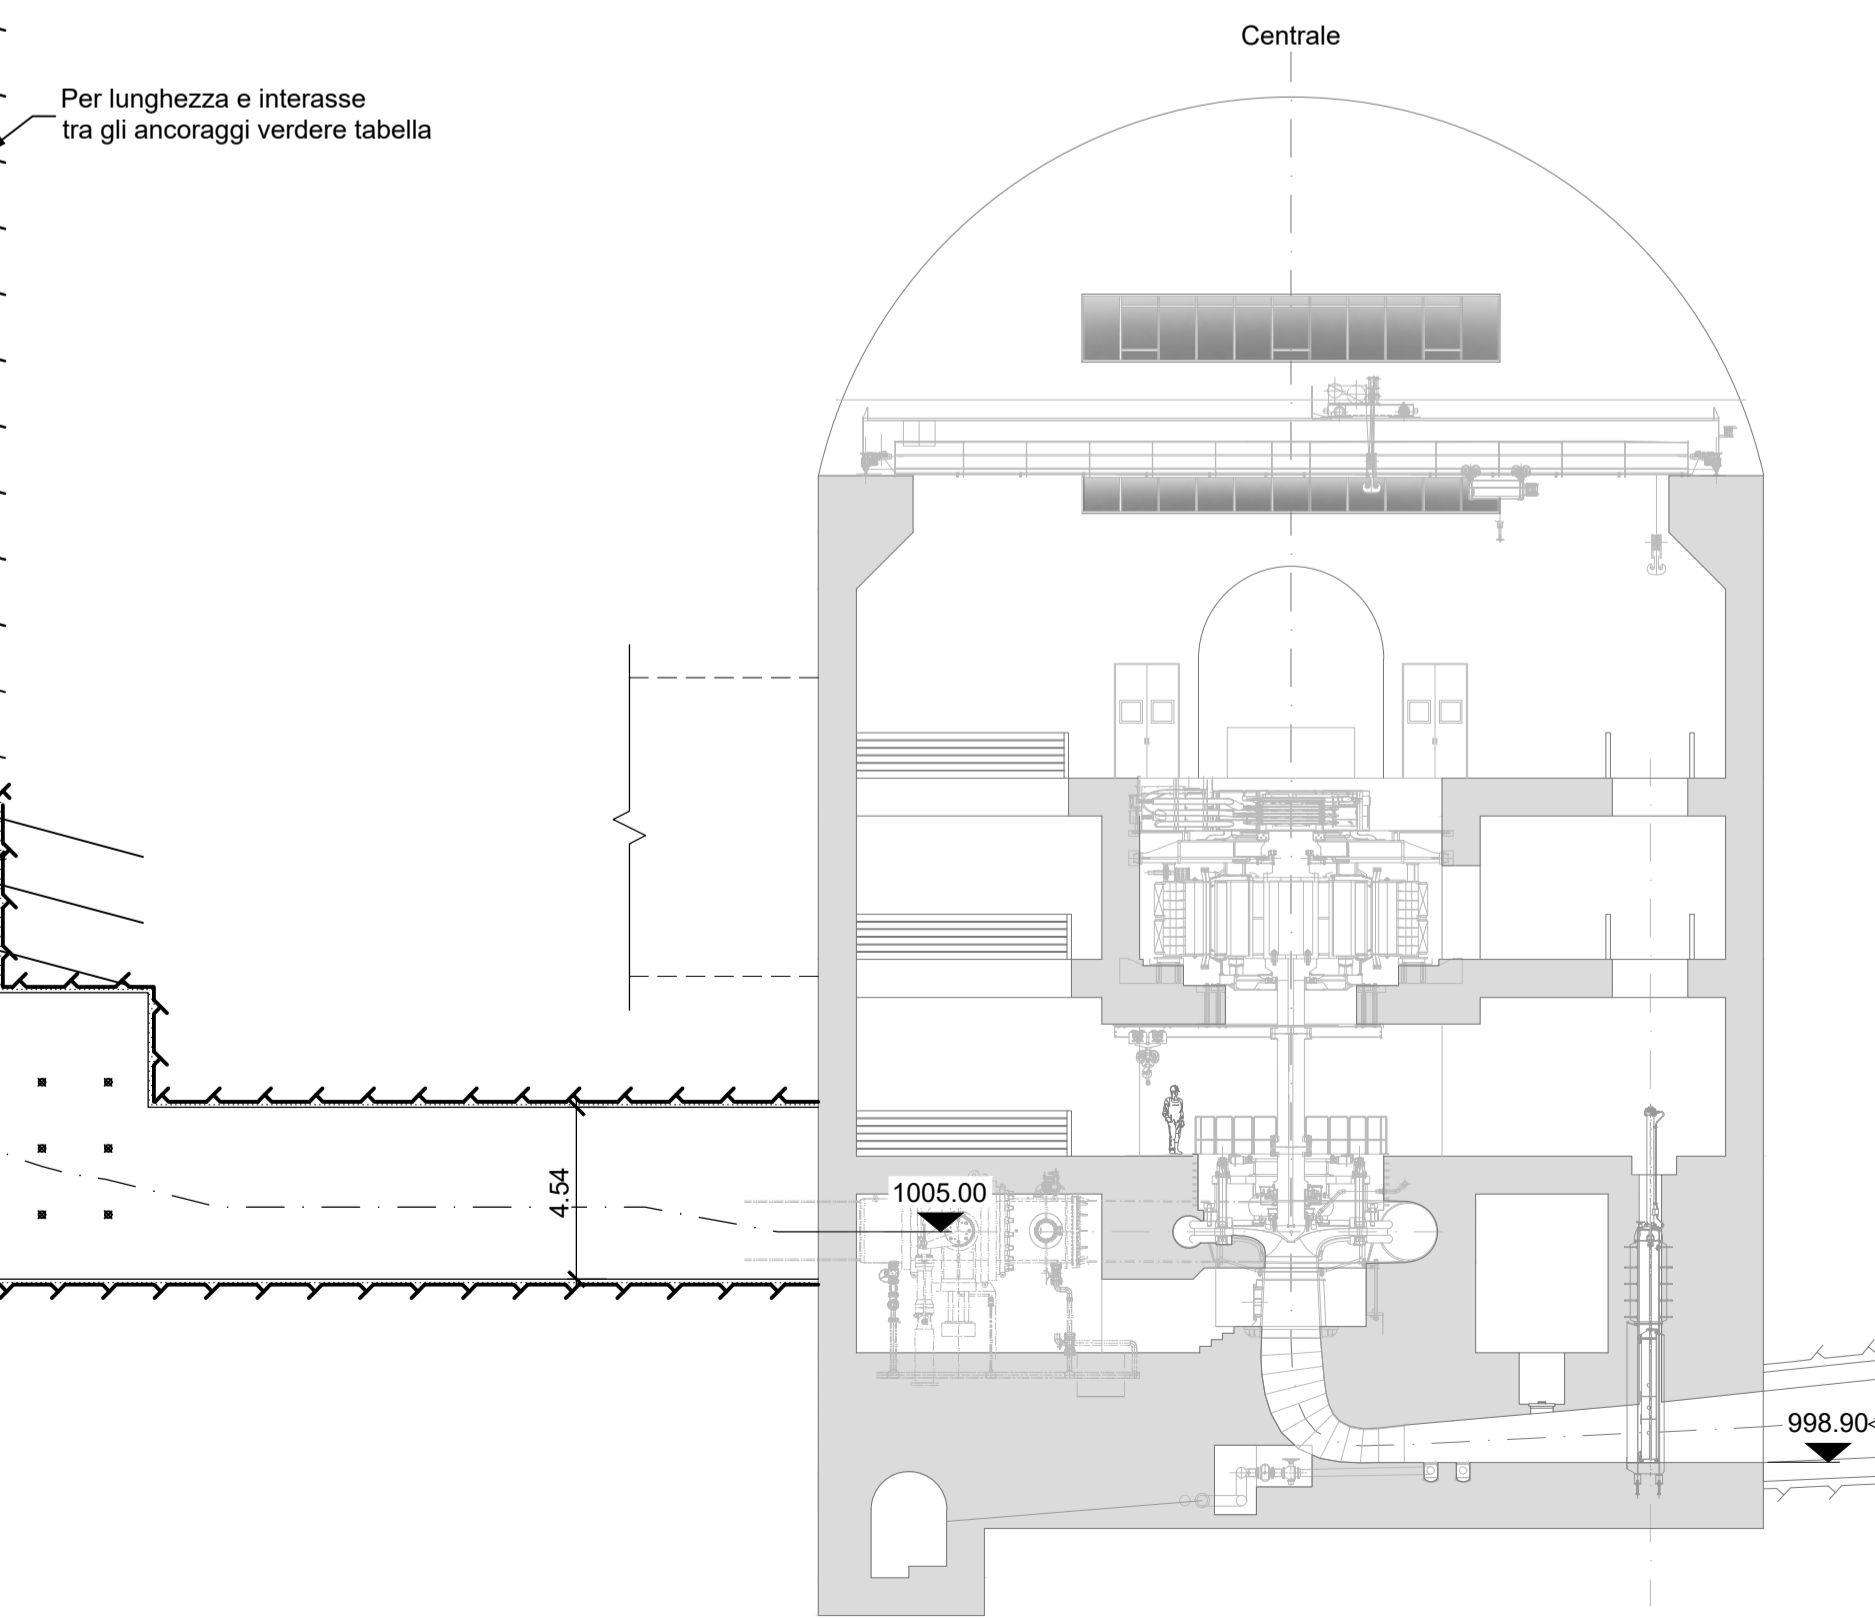 Centrale
Per lunghezza e interasse
tra gli ancoraggi verdere tabella
4.54
1005.00
998.90